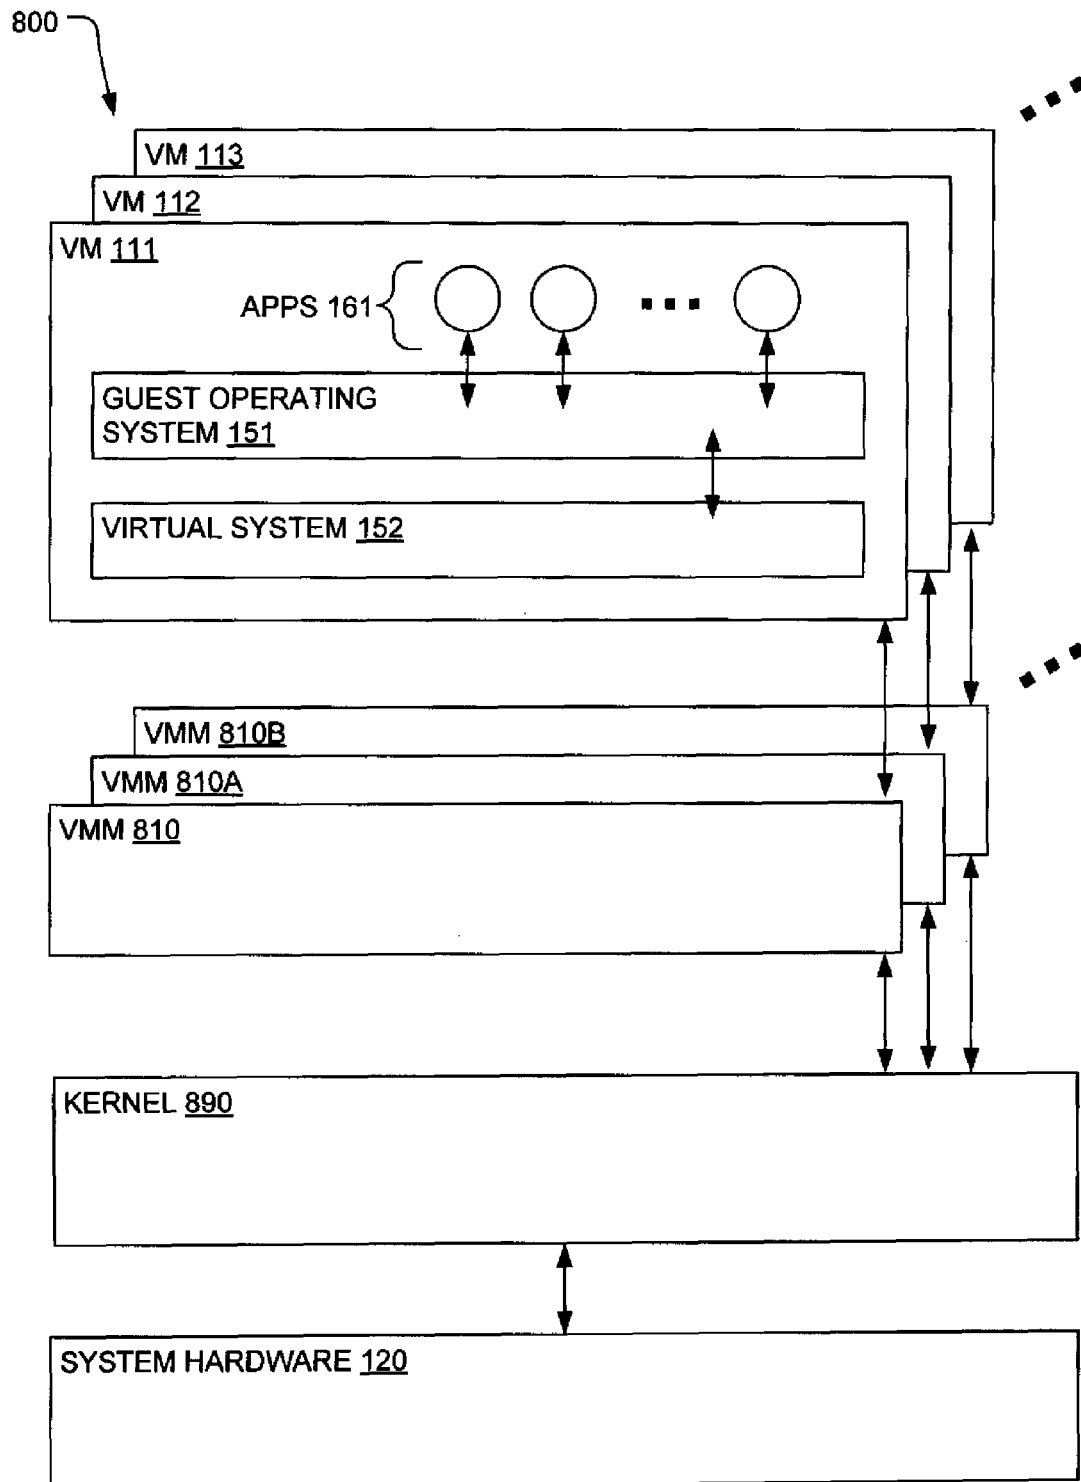 800
VM 113
VM 112
VM 111
APPS 161
GUEST OPERATING
SYSTEM 151
VIRTUAL SYSTEM 152
VMM 810B
VMM 810A
VMM 810
KERNEL 890
SYSTEM HARDWARE 120